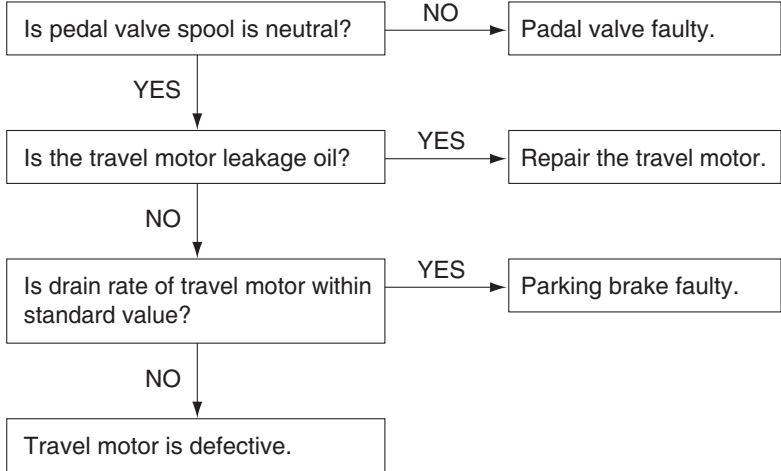 Is pedal valve spool is neutral?
NO
Padal valve faulty.
YES
Is the travel motor leakage oil?
YES
Repair the travel motor.
NO
Is drain rate of travel motor within
standard value?
YES
Parking brake faulty.
NO
Travel motor is defective.